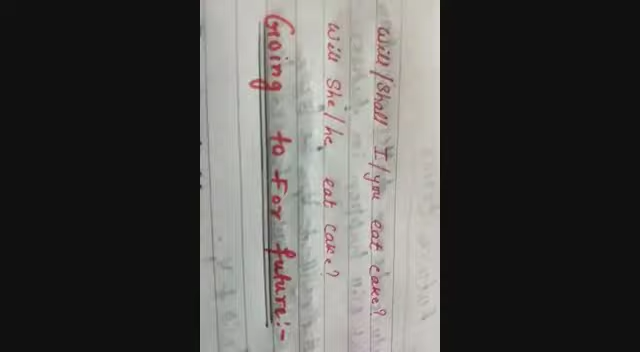 Will/Shall I/you eat cake?
Will She/he eat cake?
Going to For future:-